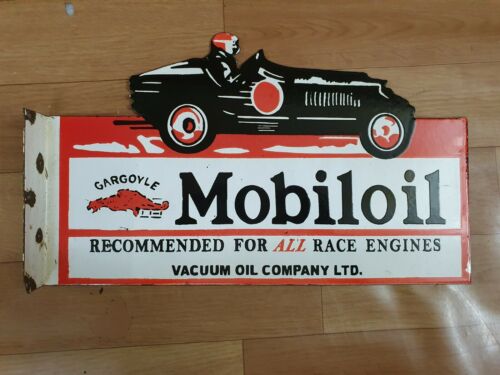 GARGOYLE
Mobiloil
RECOMMENDED FOR ALL RACE ENGINES
VACUUM OIL COMPANY LTD.